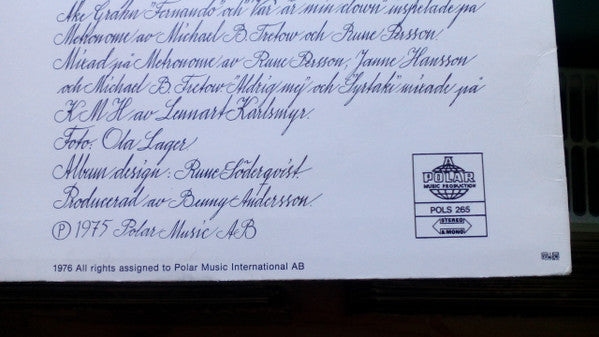 Åke Grahn "Fernando" och "Var är min clown" inspelade på
Metronome av Michael B. Tretow och Rune Persson.
Mixad på Metronome av Rune Persson, Janne Hansson
och Michael B. Tretow "Aldrig mej" och "Syrtaki" mixade på
KMH av Lennart Karlsmyr.
Foto: Ola Lager
Album design: Rune Söderqvist
Producerad av Benny Andersson.
Ⓟ 1975 Polar Music AB
1976 All rights assigned to Polar Music International AB
A
POLAR
MUSIC PRODUCTION
POLS 265
STEREO
& MONO